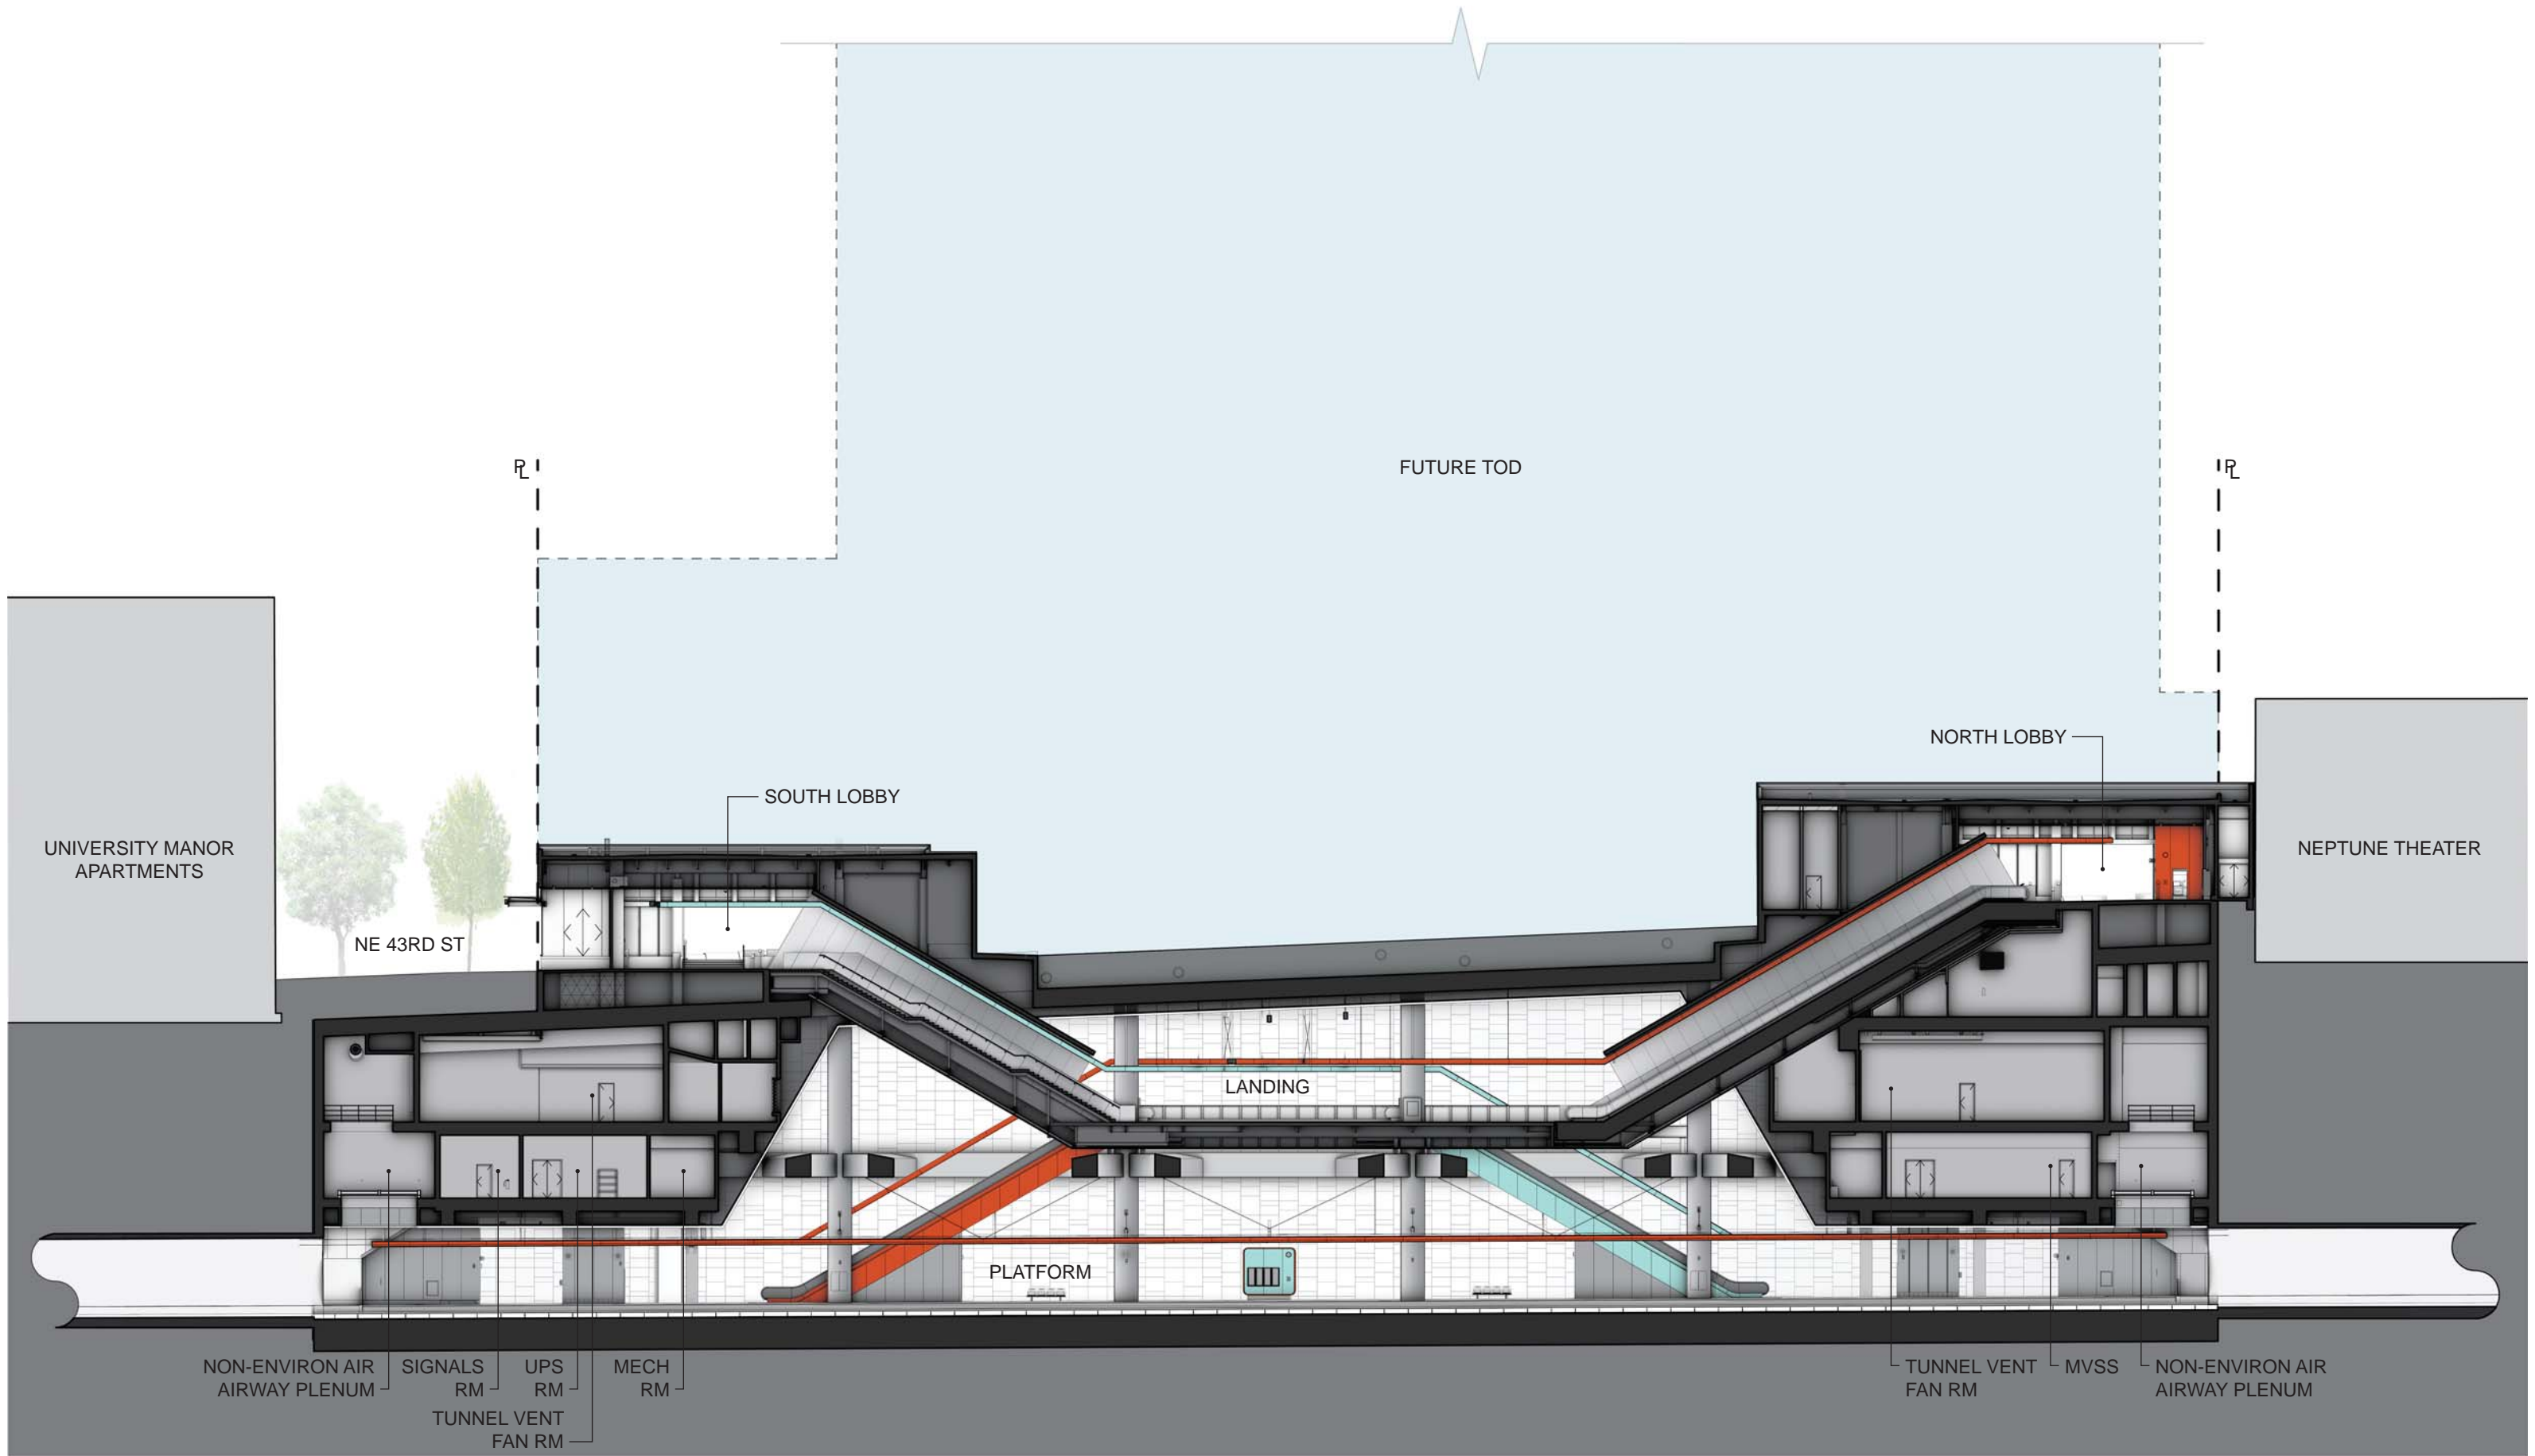 FUTURE TOD
PL
PL
NORTH LOBBY
SOUTH LOBBY
UNIVERSITY MANOR
APARTMENTS
NEPTUNE THEATER
NE 43RD ST
LANDING
PLATFORM
NON-ENVIRON AIR
AIRWAY PLENUM
SIGNALS
RM
UPS
RM
MECH
RM
TUNNEL VENT
FAN RM
TUNNEL VENT
FAN RM
MVSS
NON-ENVIRON AIR
AIRWAY PLENUM